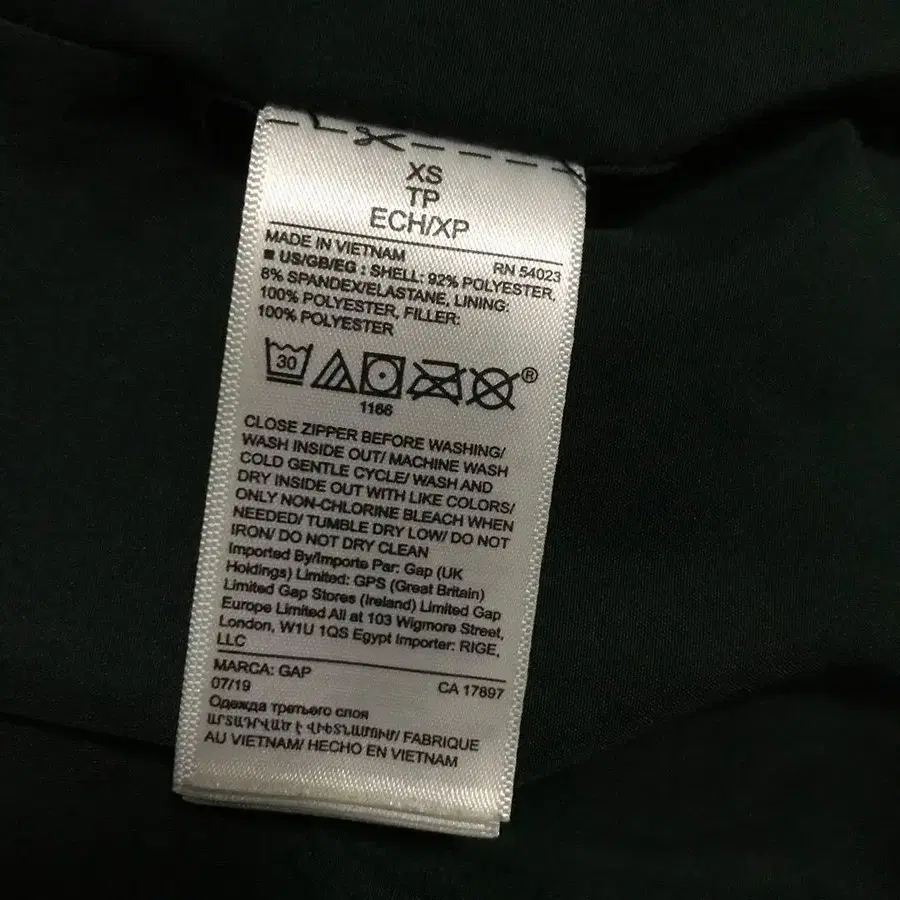 XS
TP
ECH/XP
MADE IN VIETNAM RN 54023
■ US/GB/EG : SHELL: 92% POLYESTER,
8% SPANDEX/ELASTANE, LINING:
100% POLYESTER, FILLER:
100% POLYESTER
30 ®
1166
CLOSE ZIPPER BEFORE WASHING/
WASH INSIDE OUT/ MACHINE WASH
COLD GENTLE CYCLE/ WASH AND
DRY INSIDE OUT WITH LIKE COLORS/
ONLY NON-CHLORINE BLEACH WHEN
NEEDED/ TUMBLE DRY LOW/ DO NOT
IRON/ DO NOT DRY CLEAN
Imported By/Importe Par: Gap (UK
Holdings) Limited: GPS (Great Britain)
Limited Gap Stores (Ireland) Limited Gap
Europe Limited All at 103 Wigmore Street,
London, W1U 1QS Egypt Importer: RIGE,
LLC
MARCA: GAP
07/19 CA 17897
Одежда третьего слоя
ԱՐՏԱԴՐՎԱԾ Է ՎԻԵՏՆԱՄՈՒՄ/ FABRIQUE
AU VIETNAM/ HECHO EN VIETNAM